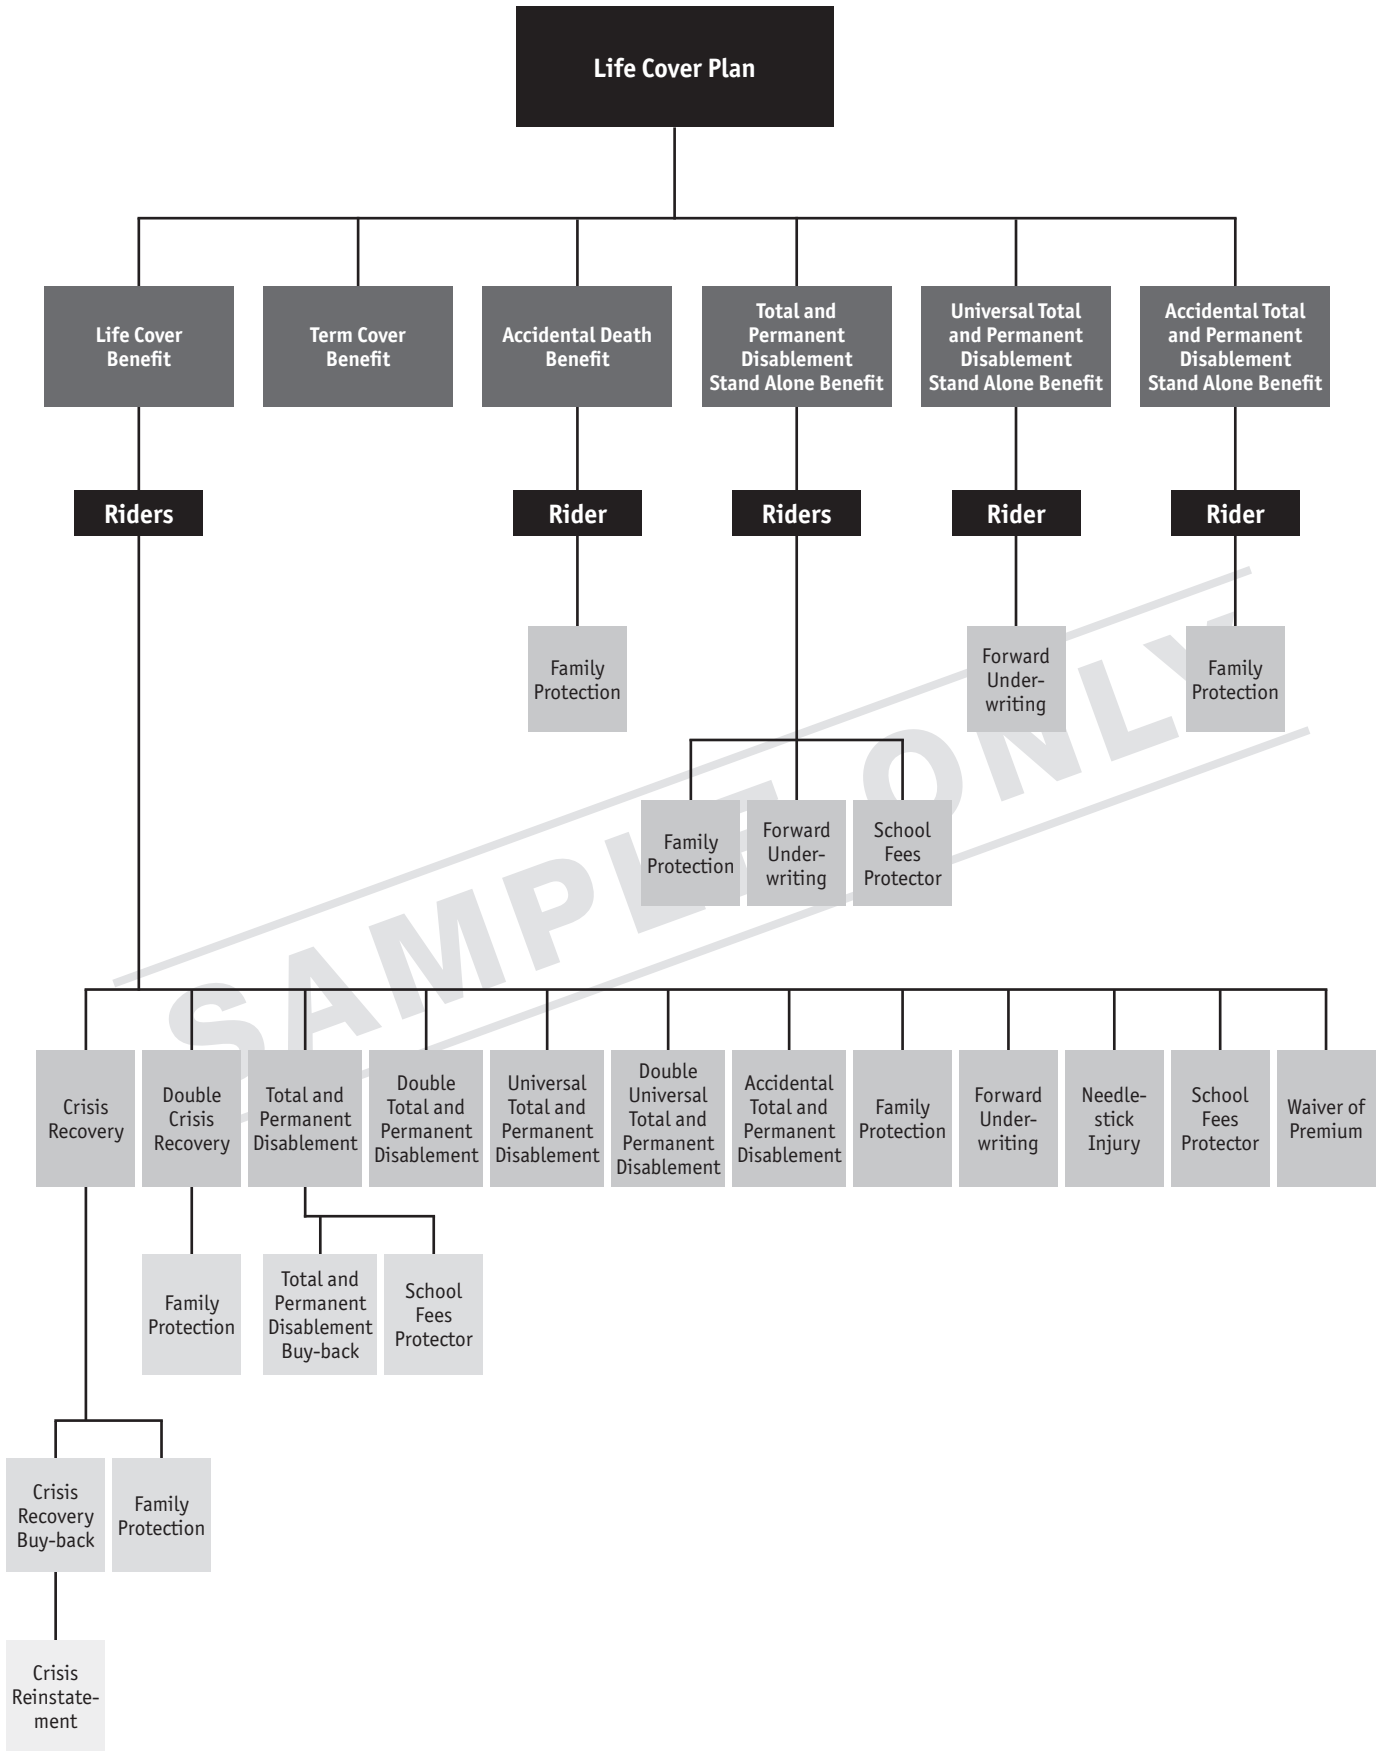 Life Cover Plan
Life Cover
Benefit
Term Cover
Benefit
Accidental Death
Benefit
Total and
Permanent
Disablement
Stand Alone Benefit
Universal Total
and Permanent
Disablement
Stand Alone Benefit
Accidental Total
and Permanent
Disablement
Stand Alone Benefit
Riders
Rider
Riders
Rider
Rider
Family
Protection
Forward
Under-
writing
Family
Protection
Family
Protection
Forward
Under-
writing
School
Fees
Protector
SAMPLE ONLY
Crisis
Recovery
Double
Crisis
Recovery
Total and
Permanent
Disablement
Double
Total and
Permanent
Disablement
Universal
Total and
Permanent
Disablement
Double
Universal
Total and
Permanent
Disablement
Accidental
Total and
Permanent
Disablement
Family
Protection
Forward
Under-
writing
Needle-
stick
Injury
School
Fees
Protector
Waiver of
Premium
Family
Protection
Total and
Permanent
Disablement
Buy-back
School
Fees
Protector
Crisis
Recovery
Buy-back
Family
Protection
Crisis
Reinstate-
ment